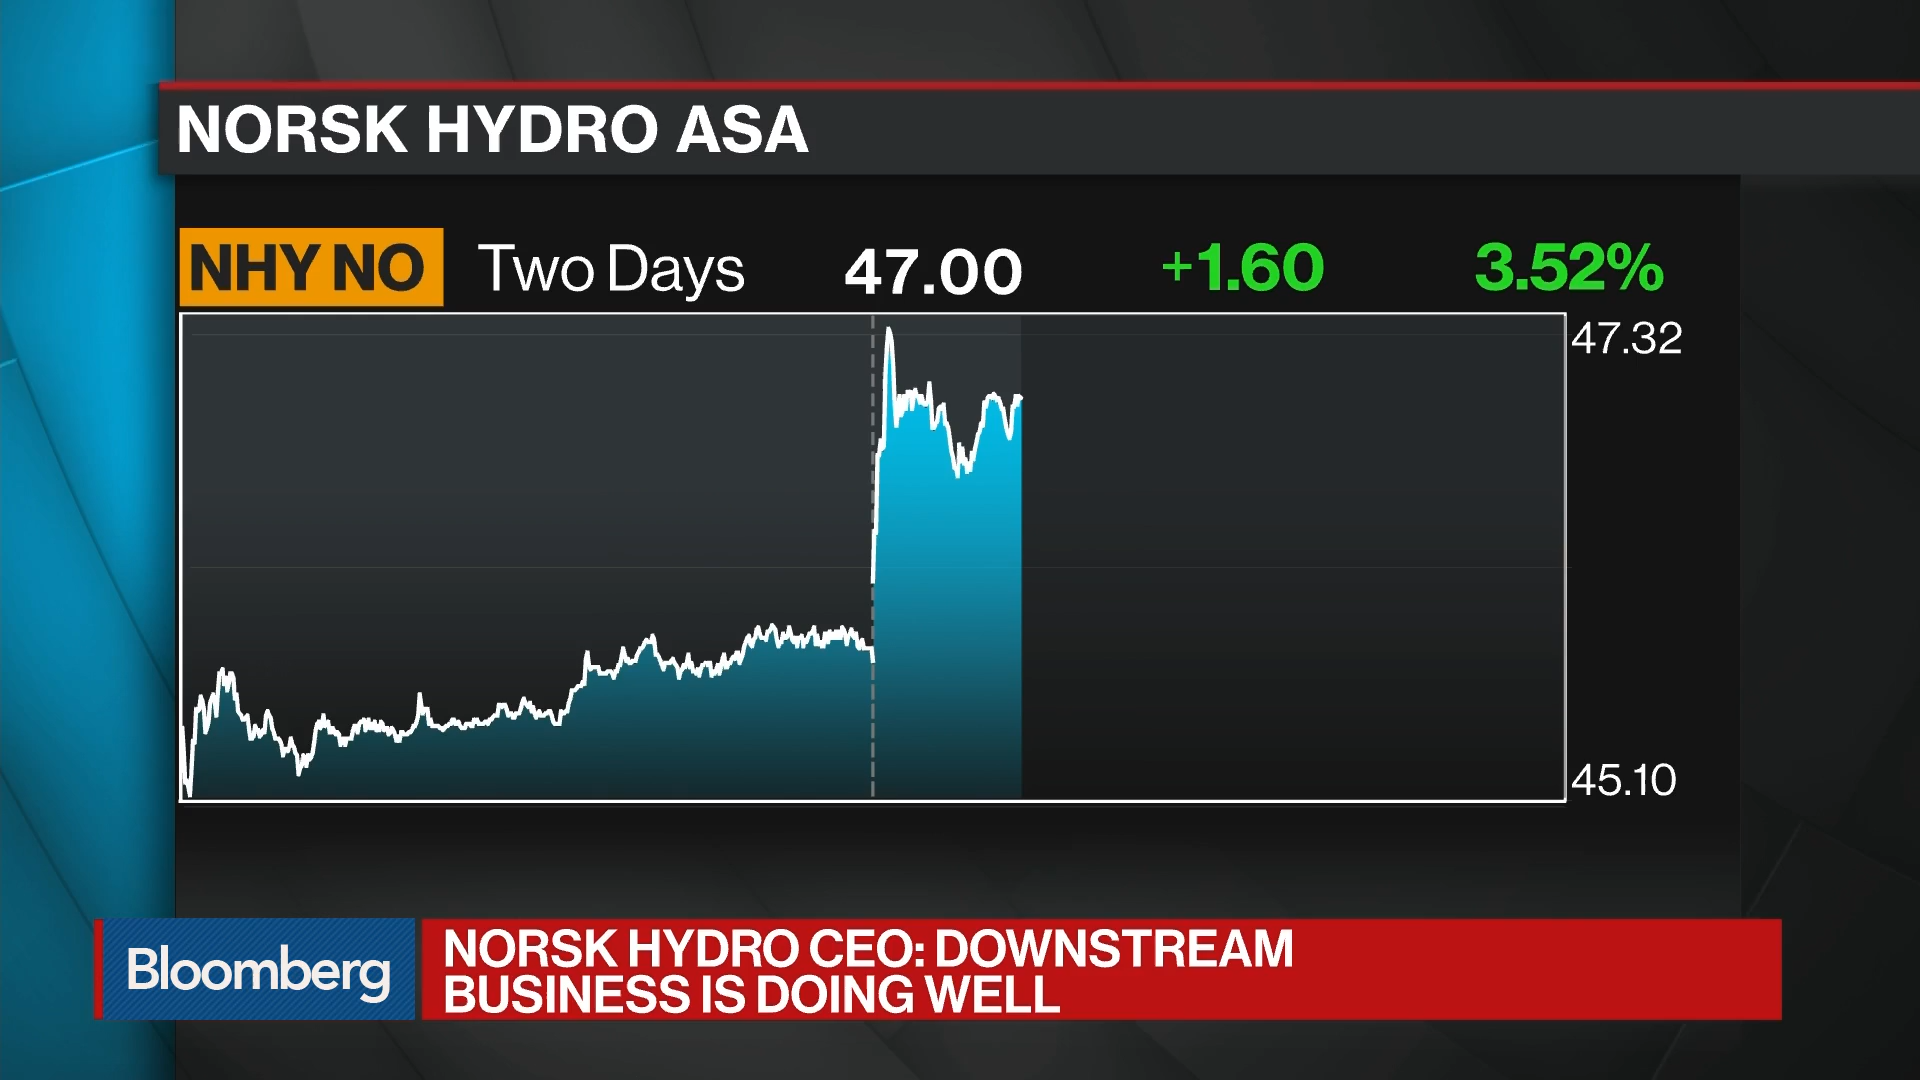 NORSK HYDRO ASA
NHY NO Two Days 47.00 +1.60 3.52%
47.32
45.10
Bloomberg
NORSK HYDRO CEO: DOWNSTREAM
BUSINESS IS DOING WELL